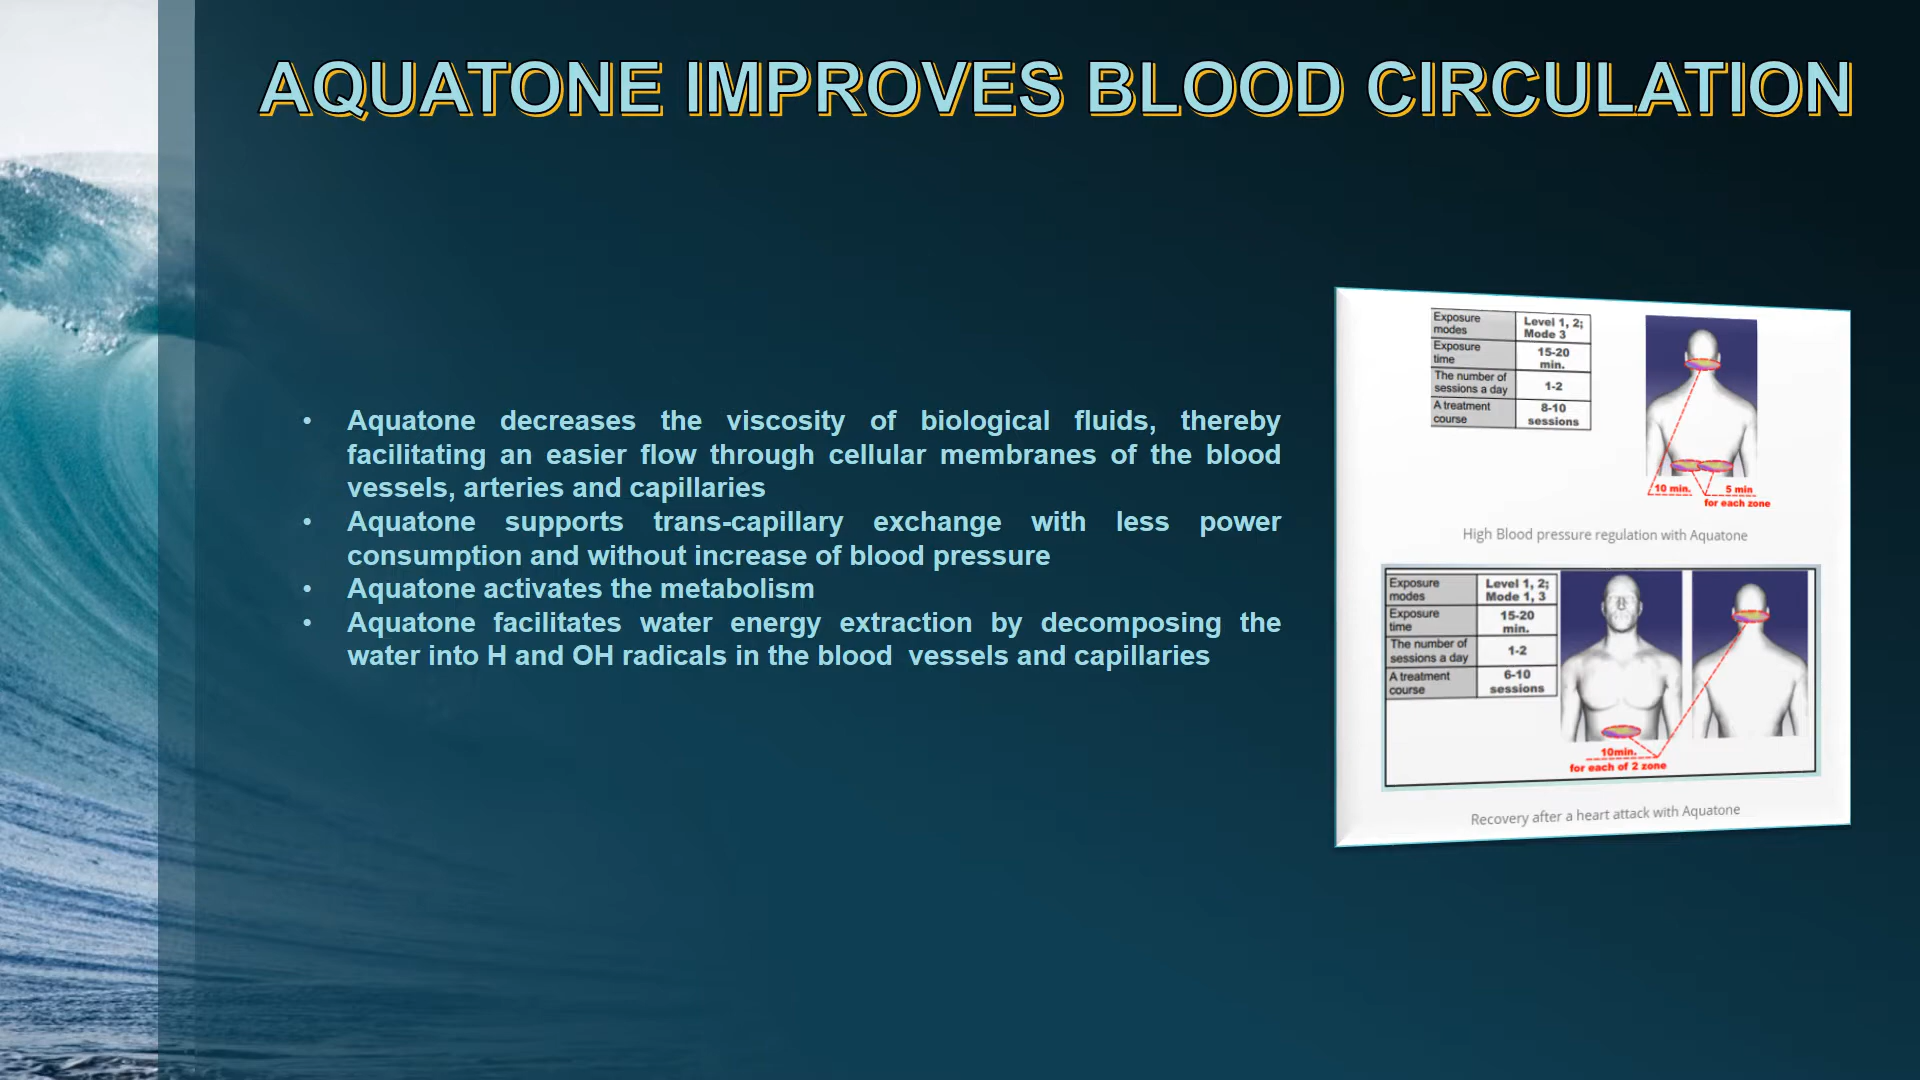 AQUATONE IMPROVES BLOOD CIRCULATION
• Aquatone decreases the viscosity of biological fluids, thereby
facilitating an easier flow through cellular membranes of the blood
vessels, arteries and capillaries
• Aquatone supports trans-capillary exchange with less power
consumption and without increase of blood pressure
• Aquatone activates the metabolism
• Aquatone facilitates water energy extraction by decomposing the
water into H and OH radicals in the blood vessels and capillaries
Exposure modes
Level 1, 2; Mode 3
Exposure time
15-20 min.
The number of sessions a day
1-2
A treatment course
8-10 sessions
10 min.
5 min
for each zone
High Blood pressure regulation with Aquatone
Exposure modes
Level 1, 2; Mode 1, 3
Exposure time
15-20 min.
The number of sessions a day
1-2
A treatment course
6-10 sessions
10min.
for each of 2 zone
Recovery after a heart attack with Aquatone